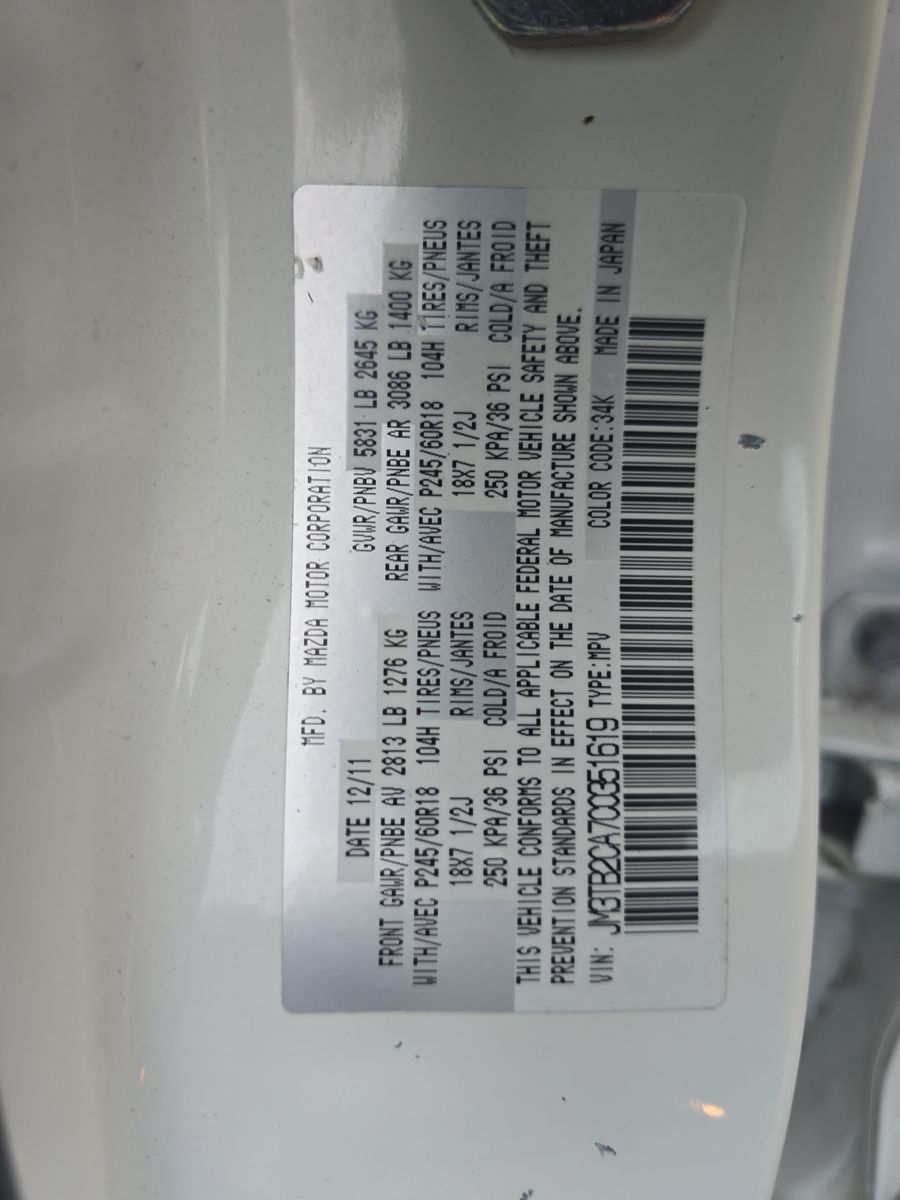 MFD. BY MAZDA MOTOR CORPORATION
DATE 12/11 GVWR/PNBV 5831 LB 2645 KG
FRONT GAWR/PNBE AV 2813 LB 1276 KG REAR GAWR/PNBE AR 3086 LB 1400 KG
WITH/AVEC P245/60R18 104H TIRES/PNEUS WITH/AVEC P245/60R18 104H TIRES/PNEUS
18X7 1/2J RIMS/JANTES 18X7 1/2J RIMS/JANTES
250 KPA/36 PSI COLD/A FROID 250 KPA/36 PSI COLD/A FROID
THIS VEHICLE CONFORMS TO ALL APPLICABLE FEDERAL MOTOR VEHICLE SAFETY AND THEFT
PREVENTION STANDARDS IN EFFECT ON THE DATE OF MANUFACTURE SHOWN ABOVE.
VIN: JM3TB2CA7C0351619 TYPE:MPV COLOR CODE:34K MADE IN JAPAN